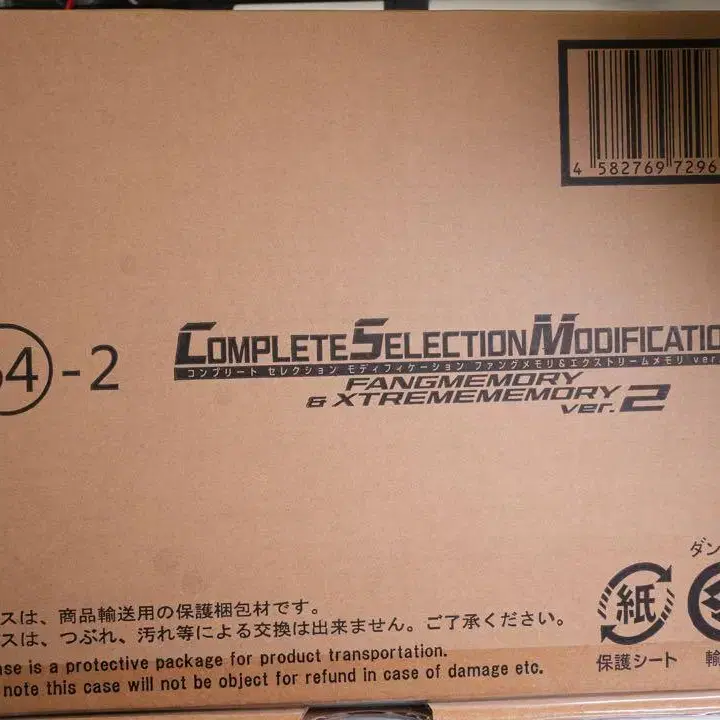 4 582769 7296
COMPLETE SELECTION MODIFICATIO
コンプリート セレクション モディフィケーション ファングメモリ&エクストリームメモリ ver.
FANGMEMORY
& XTREMEMEMORY
ver.2
64-2
ダン
紙
保護シート
輸
スは、商品輸送用の保護梱包材です。
スは、つぶれ、汚れ等による交換は出来ません。ご了承ください。
ase is a protective package for product transportation.
note this case will not be object for refund in case of damage etc.